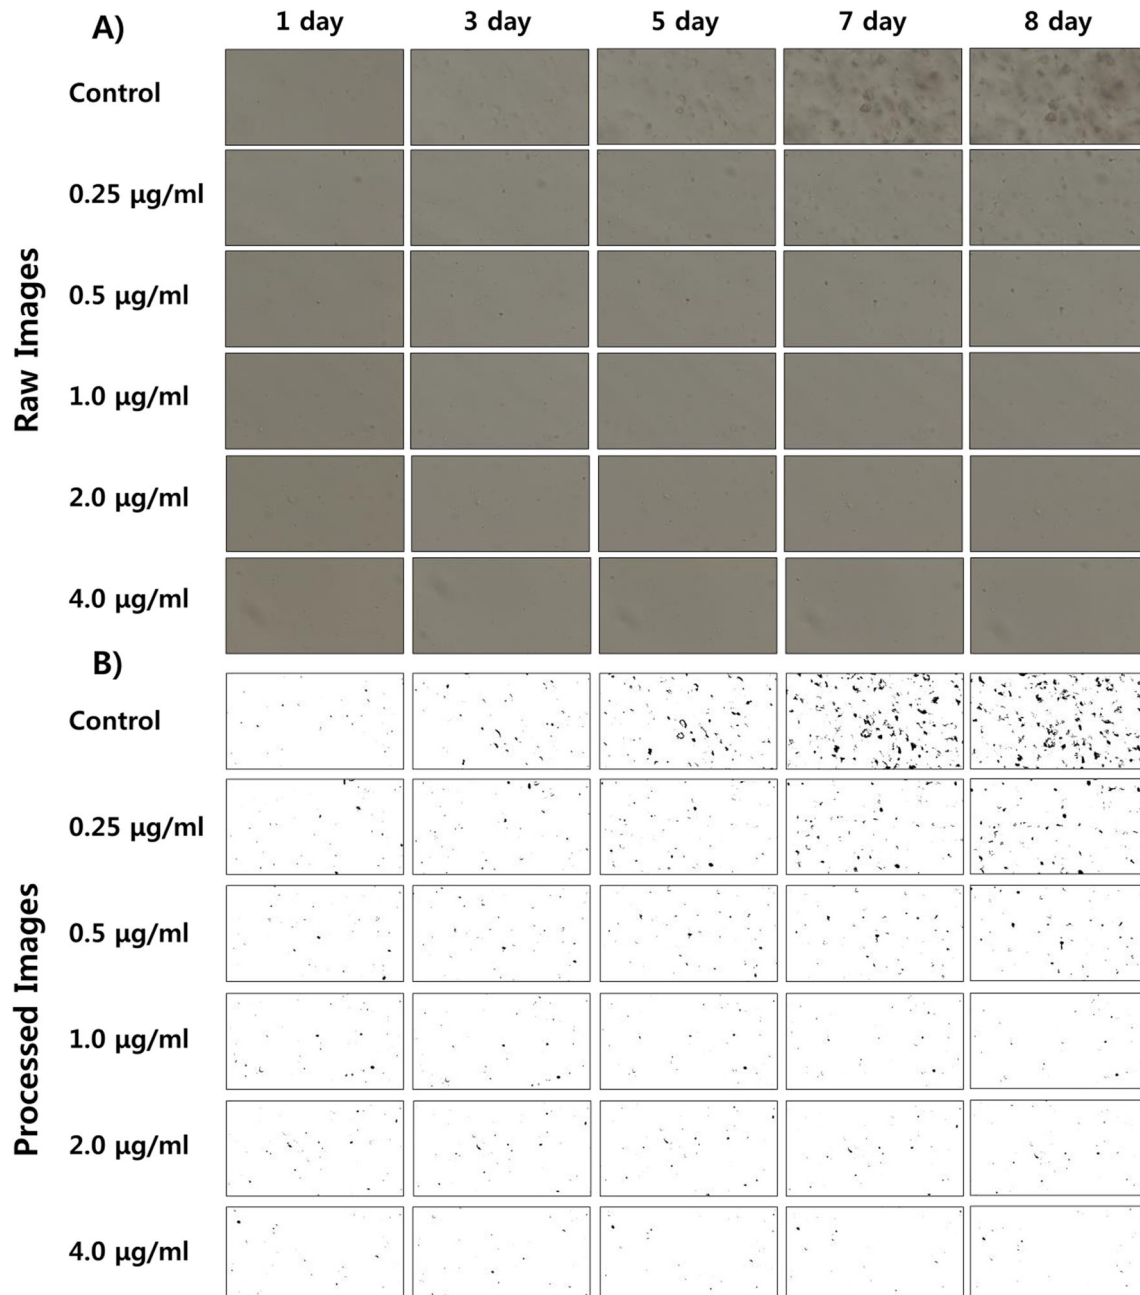 A)
1 day 3 day 5 day 7 day 8 day
Raw Images
Control
0.25 μg/ml
0.5 μg/ml
1.0 μg/ml
2.0 μg/ml
4.0 μg/ml
B)
Processed Images
Control
0.25 μg/ml
0.5 μg/ml
1.0 μg/ml
2.0 μg/ml
4.0 μg/ml